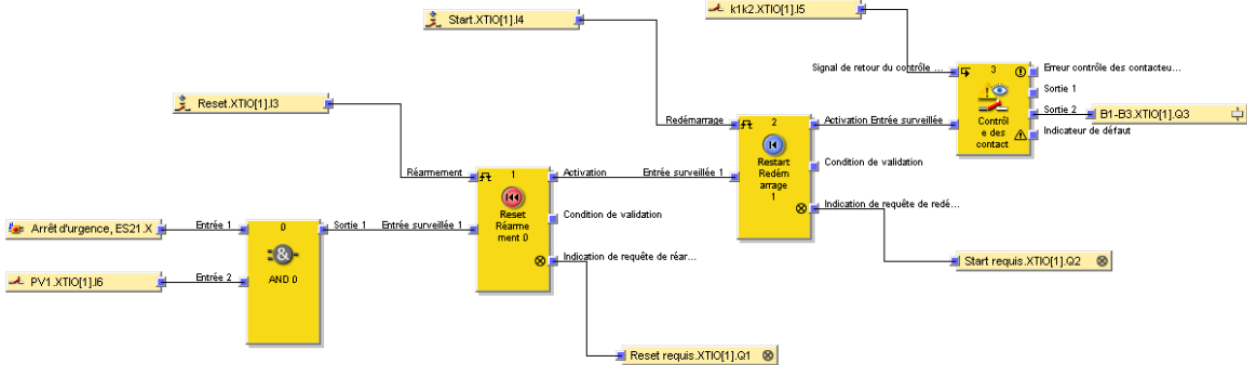 Start.XTIO[1].I4
k1k2.XTIO[1].I5
Signal de retour du contrôle ...
3
Erreur contrôle des contacteu...
Sortie 1
Sortie 2
B1-B3.XTIO[1].Q3
Indicateur de défaut
Contrôl
e des
contact
Reset.XTIO[1].I3
Redémarrage
2
Activation
Entrée surveillée
Restart
Redém
arrage
1
Condition de validation
Indication de requête de redé...
Start requis.XTIO[1].Q2
Réarmement
1
Activation
Entrée surveillée 1
Reset
Réarme
ment 0
Condition de validation
Indication de requête de réar...
Reset requis.XTIO[1].Q1
Arrêt d'urgence, ES21.X
Entrée 1
0
Sortie 1
Entrée surveillée 1
&
AND 0
PV1.XTIO[1].I6
Entrée 2